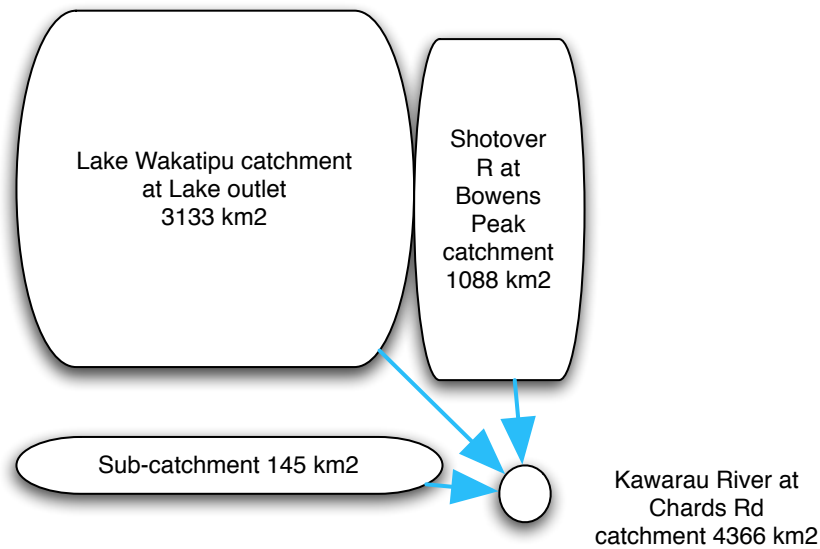 Lake Wakatipu catchment
at Lake outlet
3133 km2
Shotover
R at
Bowens
Peak
catchment
1088 km2
Sub-catchment 145 km2
Kawarau River at
Chards Rd
catchment 4366 km2